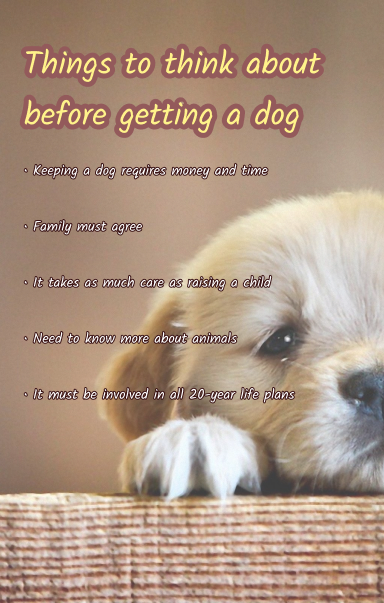 Things to think about
before getting a dog
· Keeping a dog requires money and time
· Family must agree
· It takes as much care as raising a child
· Need to know more about animals
· It must be involved in all 20-year life plans